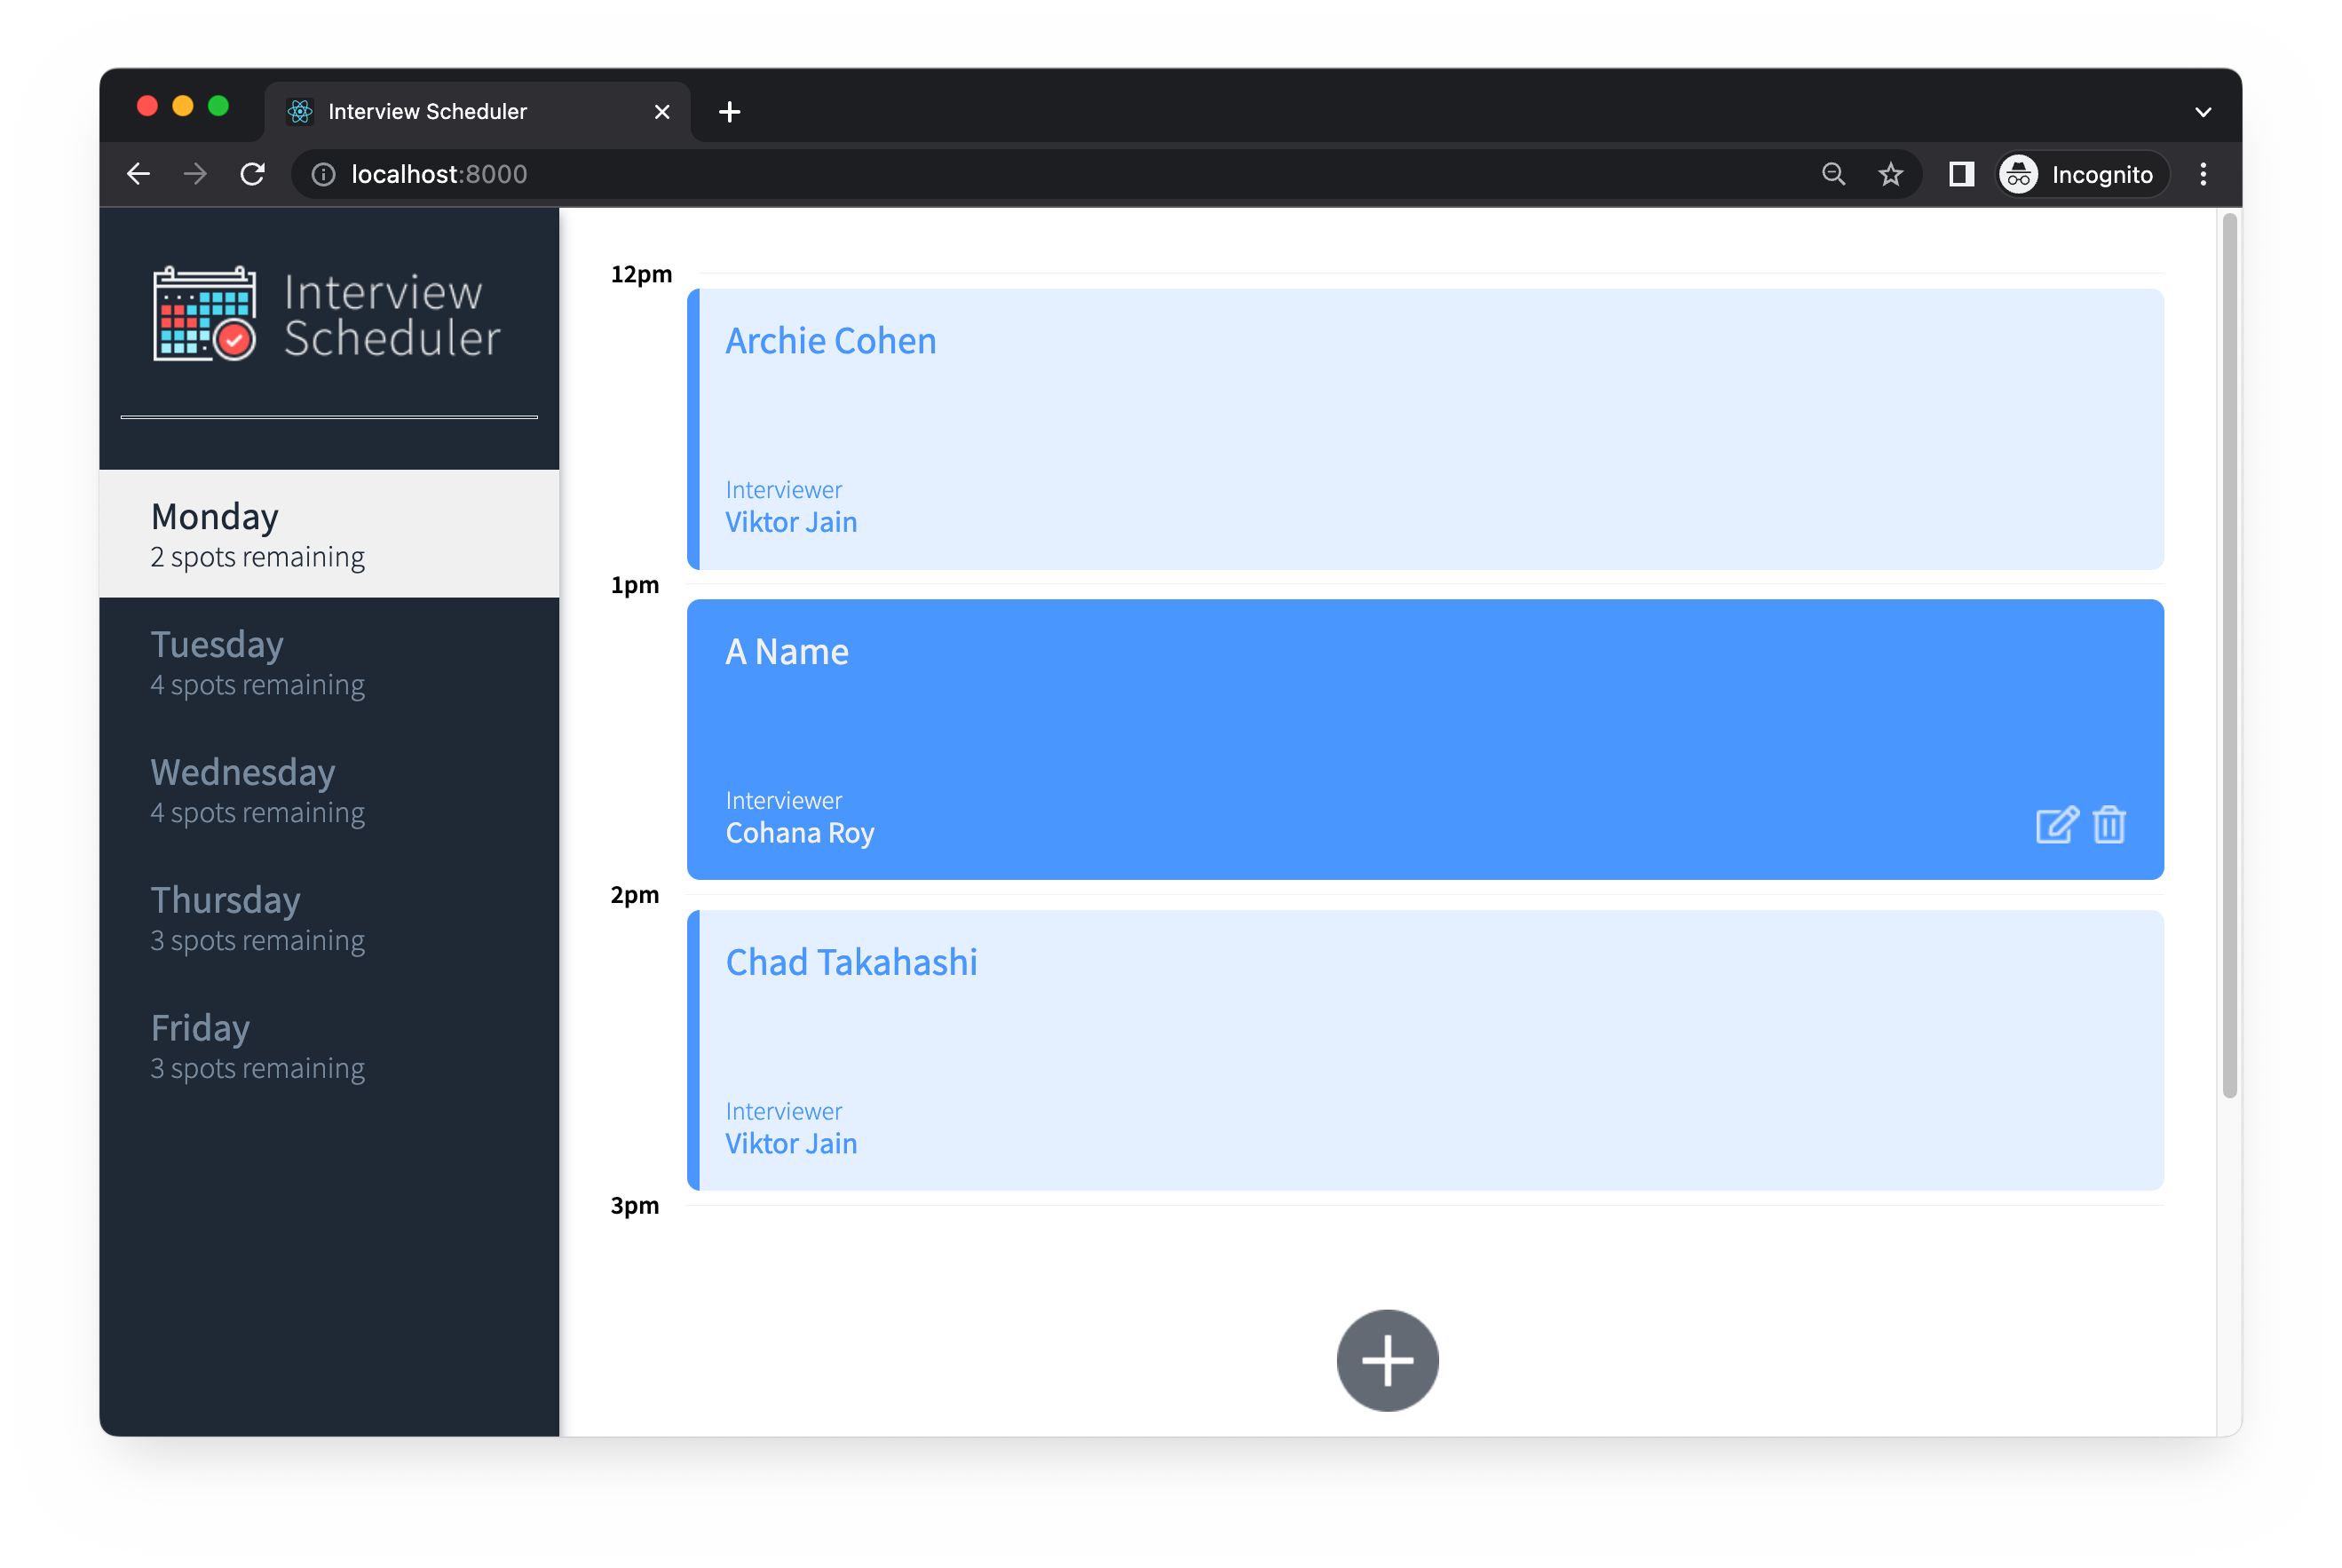 Interview Scheduler
localhost:8000
Incognito
Interview
Scheduler
Monday
2 spots remaining
Tuesday
4 spots remaining
Wednesday
4 spots remaining
Thursday
3 spots remaining
Friday
3 spots remaining
12pm
Archie Cohen
Interviewer
Viktor Jain
1pm
A Name
Interviewer
Cohana Roy
2pm
Chad Takahashi
Interviewer
Viktor Jain
3pm